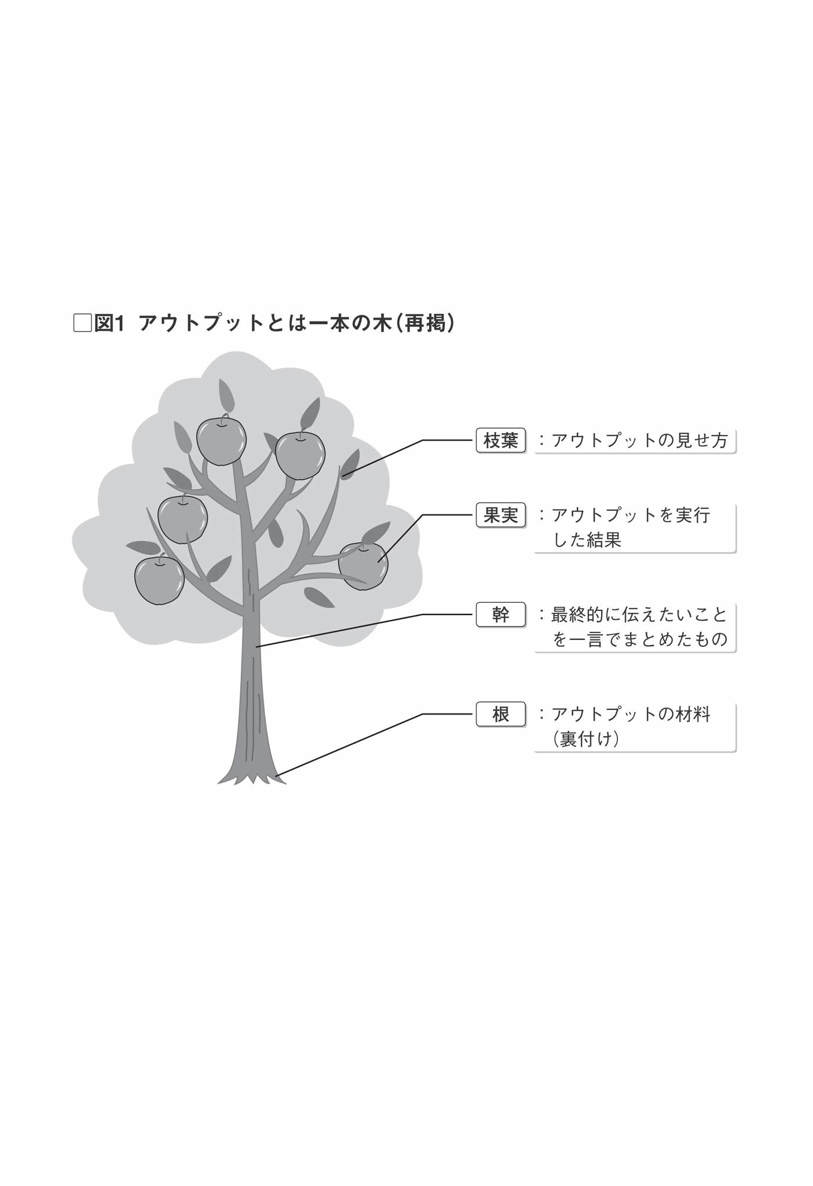 □図1 アウトプットとは一本の木(再掲)
枝葉：アウトプットの見せ方
果実：アウトプットを実行
した結果
幹：最終的に伝えたいこと
を一言でまとめたもの
根：アウトプットの材料
(裏付け)